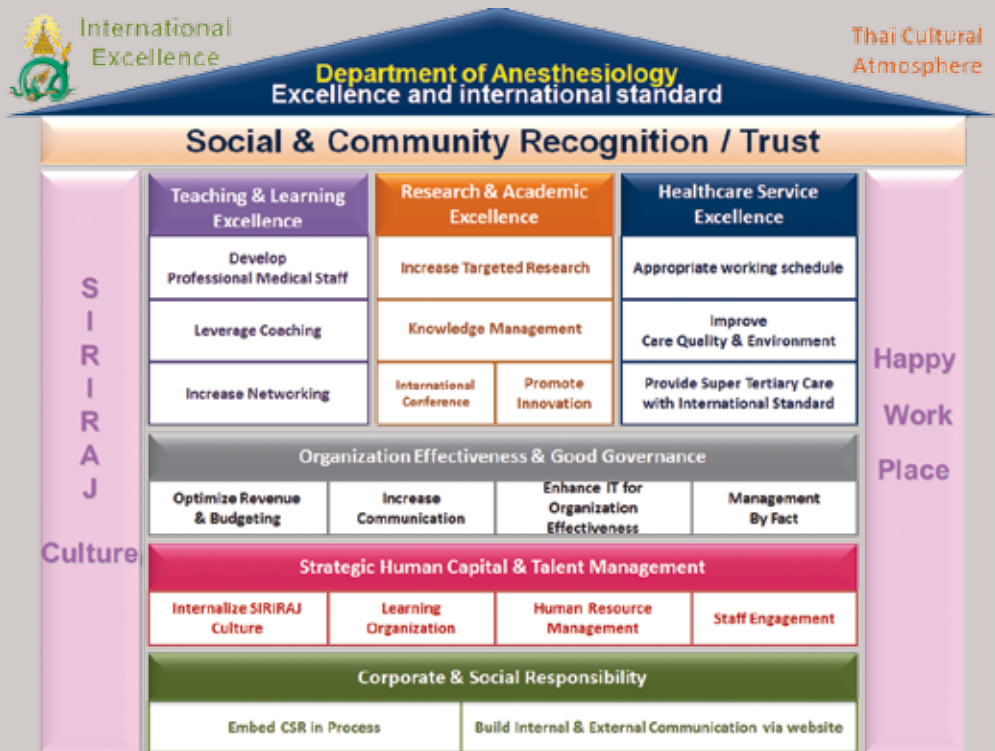 International
Excellence
Thai Cultural
Atmosphere
Department of Anesthesiology
Excellence and international standard
Social & Community Recognition / Trust
SIRIRAJ
Culture
Teaching & Learning
Excellence
Develop
Professional Medical Staff
Leverage Coaching
Increase Networking
Research & Academic
Excellence
Increase Targeted Research
Knowledge Management
International
Conference
Promote
Innovation
Healthcare Service
Excellence
Appropriate working schedule
Improve
Care Quality & Environment
Provide Super Tertiary Care
with International Standard
Happy
Work
Place
Organization Effectiveness & Good Governance
Optimize Revenue
& Budgeting
Increase
Communication
Enhance IT for
Organization
Effectiveness
Management
By Fact
Strategic Human Capital & Talent Management
Internalize SIRIRAJ
Culture
Learning
Organization
Human Resource
Management
Staff Engagement
Corporate & Social Responsibility
Embed CSR in Process
Build Internal & External Communication via website